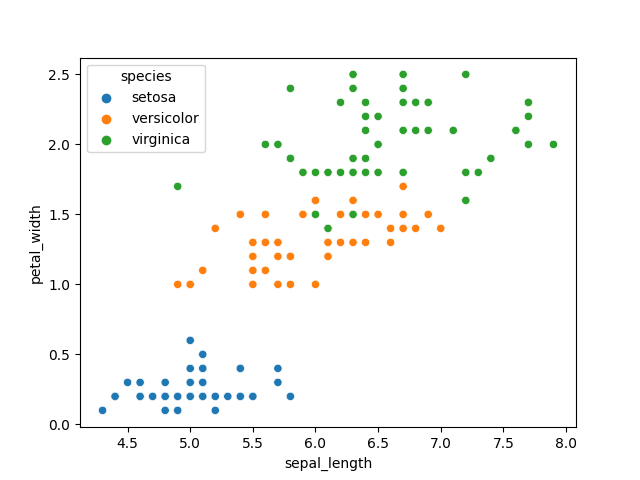 species
setosa
versicolor
virginica
2.5
2.0
1.5
1.0
0.5
0.0
petal_width
4.5 5.0 5.5 6.0 6.5 7.0 7.5 8.0
sepal_length